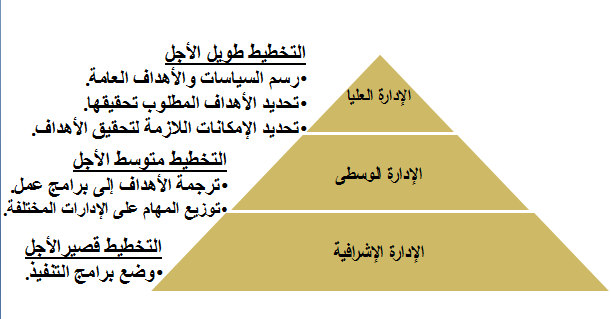 التخطيط طويل الأجل
•رسم السياسات والأهداف العامة.
•تحديد الأهداف المطلوب تحقيقها.
•تحديد الإمكانات اللازمة لتحقيق الأهداف.
الإدارة العليا
التخطيط متوسط الأجل
•ترجمة الأهداف إلى برامج عمل.
•توزيع المهام على الإدارات المختلفة.
الإدارة الوسطى
التخطيط قصير الأجل
•وضع برامج التنفيذ.
الإدارة الإشرافية